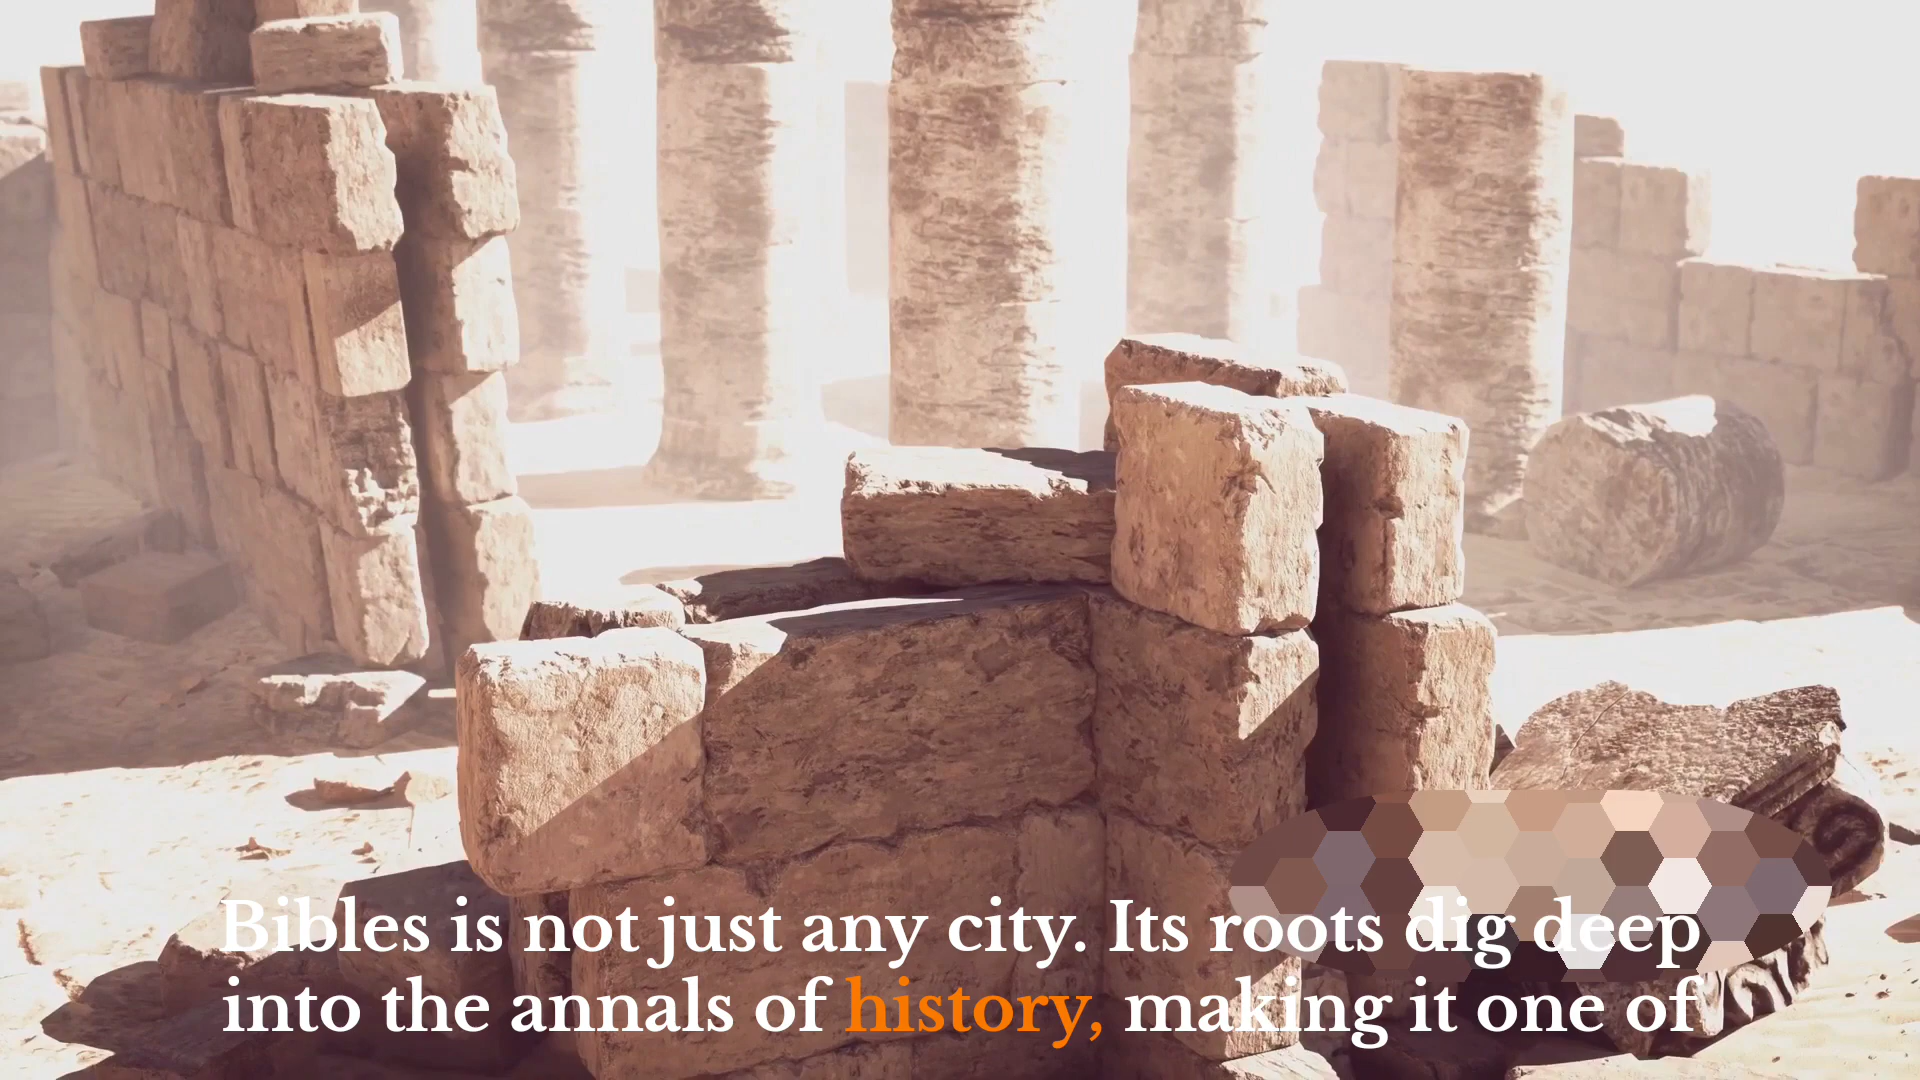 Bibles is not just any city. Its roots dig deep
into the annals of history, making it one of